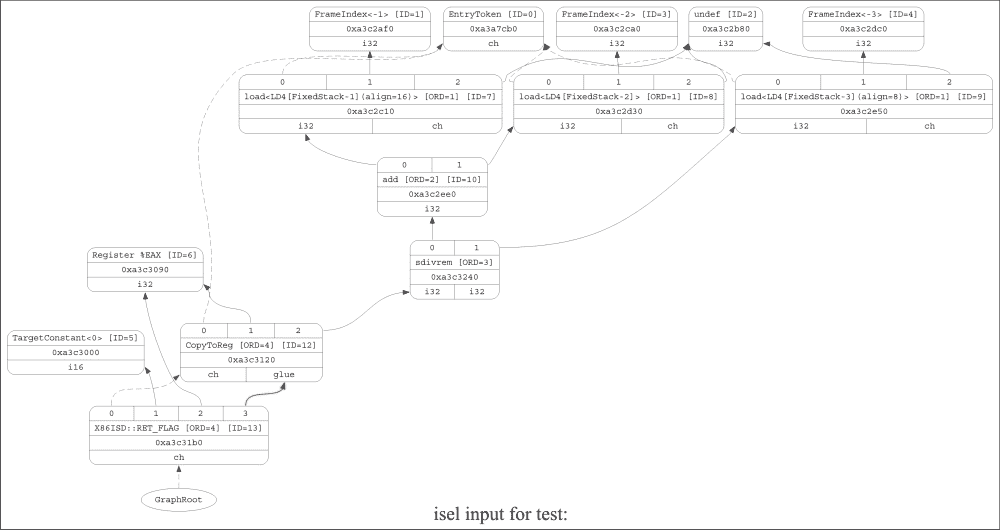 FrameIndex<-1> [ID=1]
0xa3c2af0
i32
EntryToken [ID=0]
0xa3a7cb0
ch
FrameIndex<-2> [ID=3]
0xa3c2ca0
i32
undef [ID=2]
0xa3c2b80
i32
FrameIndex<-3> [ID=4]
0xa3c2dc0
i32
0 1 2
load<LD4[FixedStack-1](align=16)> [ORD=1] [ID=7]
0xa3c2c10
i32 ch
0 1 2
load<LD4[FixedStack-2]> [ORD=1] [ID=8]
0xa3c2d30
i32 ch
0 1 2
load<LD4[FixedStack-3](align=8)> [ORD=1] [ID=9]
0xa3c2e50
i32 ch
0 1
add [ORD=2] [ID=10]
0xa3c2ee0
i32
0 1
sdivrem [ORD=3]
0xa3c3240
i32 i32
Register %EAX [ID=6]
0xa3c3090
i32
0 1 2
CopyToReg [ORD=4] [ID=12]
0xa3c3120
ch glue
TargetConstant<0> [ID=5]
0xa3c3000
i16
0 1 2 3
X86ISD::RET_FLAG [ORD=4] [ID=13]
0xa3c31b0
ch
GraphRoot
isel input for test: